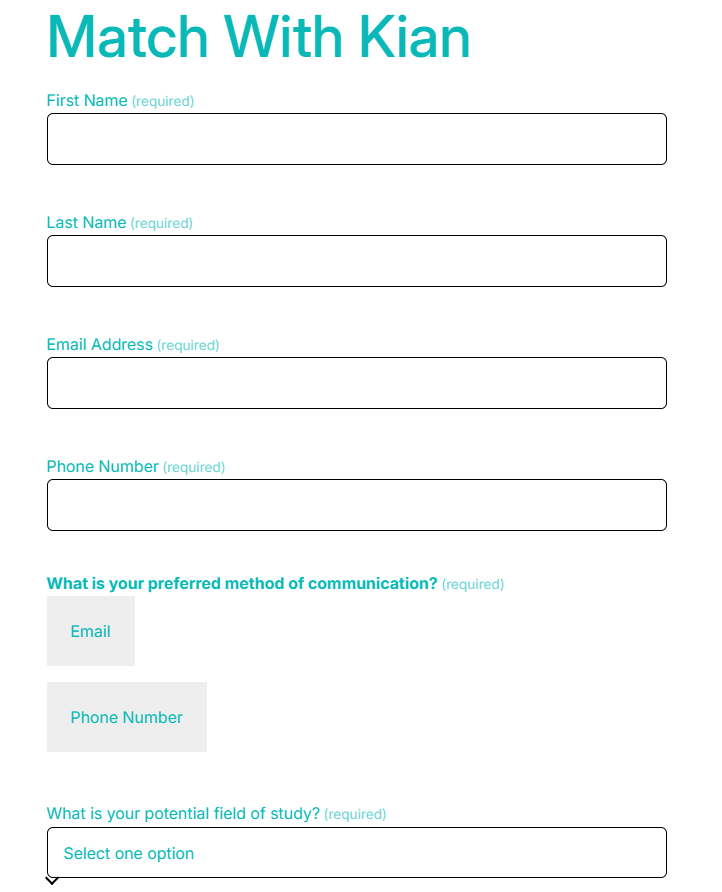 Match With Kian
First Name (required)
Last Name (required)
Email Address (required)
Phone Number (required)
What is your preferred method of communication? (required)
Email
Phone Number
What is your potential field of study? (required)
Select one option